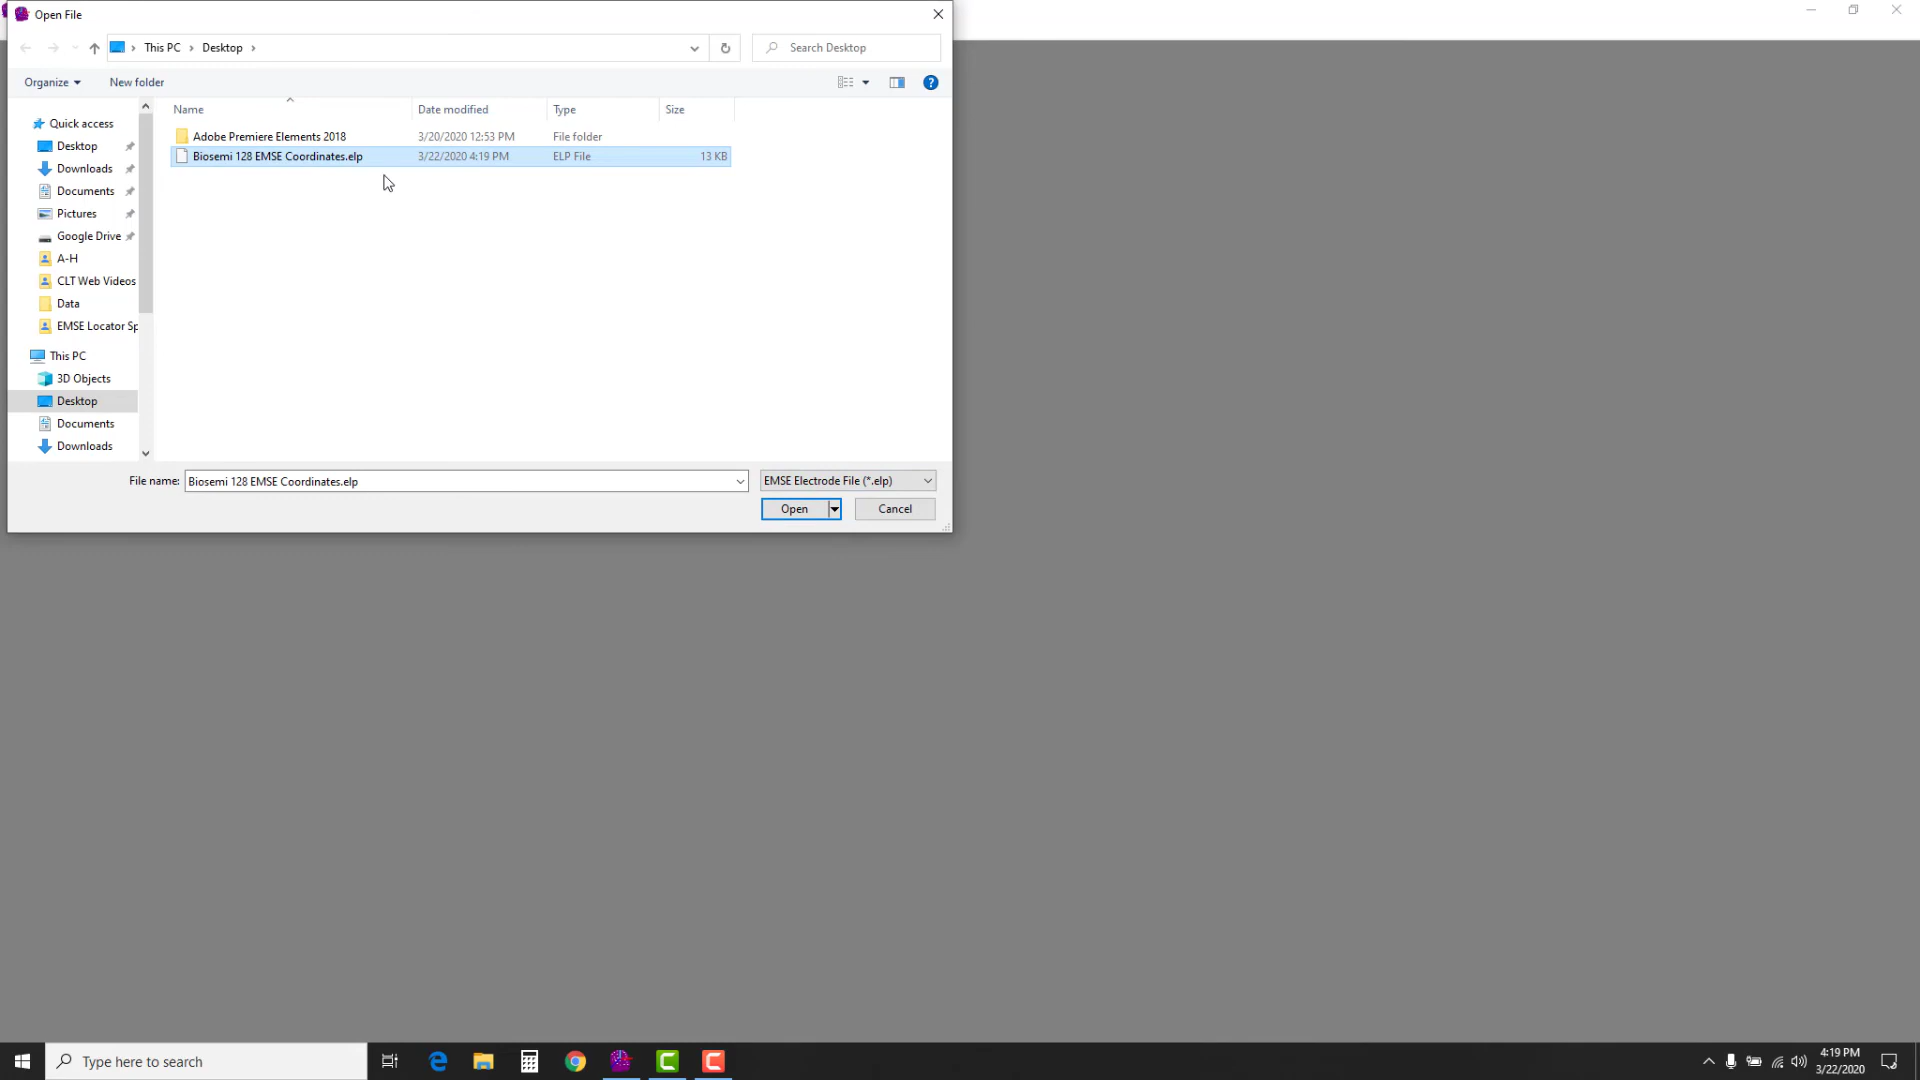 Open File
This PC
Desktop
Search Desktop
Organize
New folder
Name
Date modified
Type
Size
Quick access
Desktop
Downloads
Documents
Pictures
Google Drive
A-H
CLT Web Videos
Data
EMSE Locator Sp
This PC
3D Objects
Desktop
Documents
Downloads
Adobe Premiere Elements 2018 3/20/2020 12:53 PM File folder
Biosemi 128 EMSE Coordinates.elp 3/22/2020 4:19 PM ELP File 13 KB
File name: Biosemi 128 EMSE Coordinates.elp
EMSE Electrode File (*.elp)
Open
Cancel
Type here to search
4:19 PM
3/22/2020